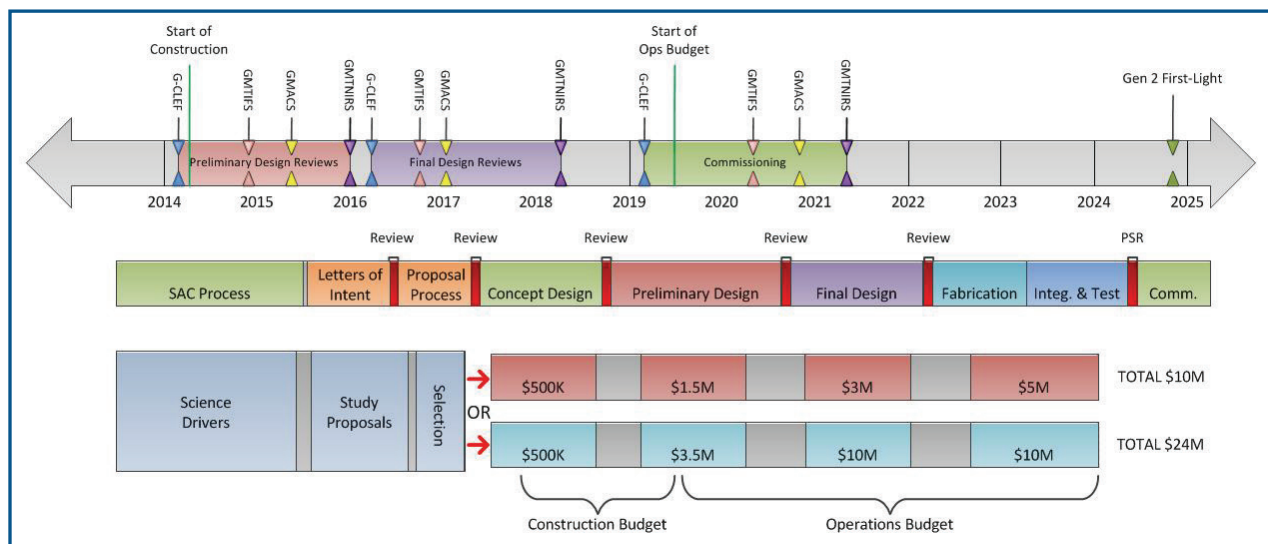 Start of
Construction
Start of
Ops Budget
G-CLEF
GMTIFS
GMACS
GMTNIRS
G-CLEF
GMTIFS
GMACS
GMTNIRS
G-CLEF
GMTIFS
GMACS
GMTNIRS
Gen 2 First-Light
Preliminary Design Reviews
Final Design Reviews
Commissioning
2014
2015
2016
2017
2018
2019
2020
2021
2022
2023
2024
2025
Review
Review
Review
Review
Review
PSR
SAC Process
Letters of
Intent
Proposal
Process
Concept Design
Preliminary Design
Final Design
Fabrication
Integ. & Test
Comm.
Science
Drivers
Study
Proposals
Selection
OR
$500K
$1.5M
$3M
$5M
TOTAL $10M
$500K
$3.5M
$10M
$10M
TOTAL $24M
Construction Budget
Operations Budget